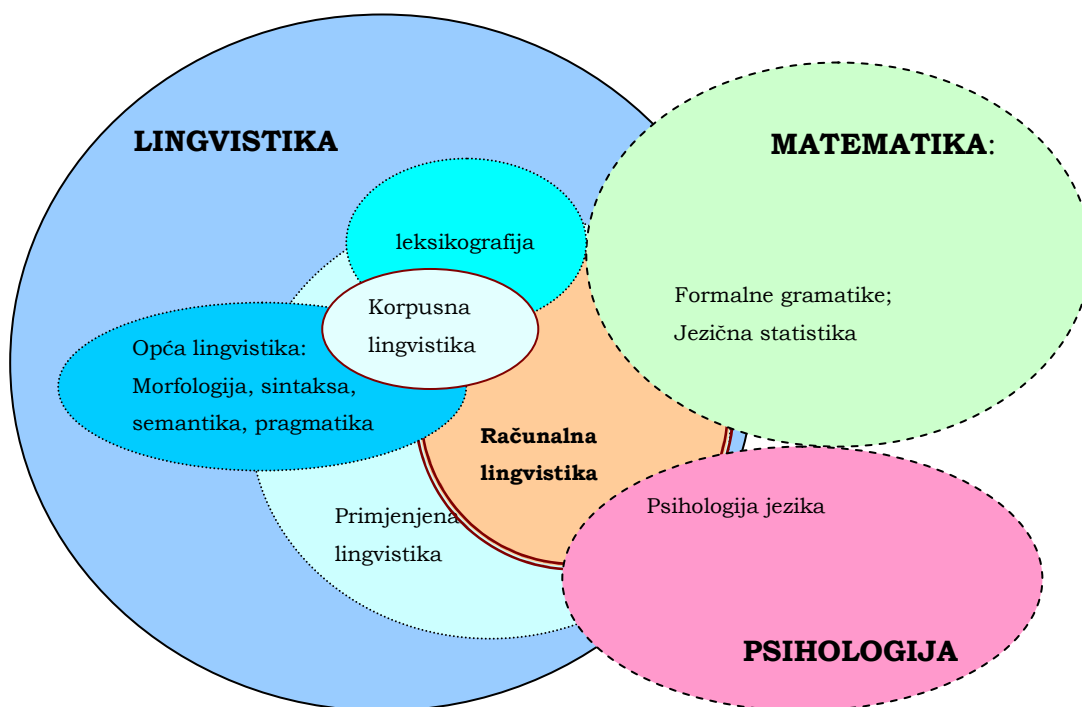 LINGVISTIKA
MATEMATIKA:
leksikografija
Formalne gramatike;
Jezična statistika
Korpusna
lingvistika
Opća lingvistika:
Morfologija, sintaksa,
semantika, pragmatika
Računalna
lingvistika
Psihologija jezika
Primjenjena
lingvistika
PSIHOLOGIJA